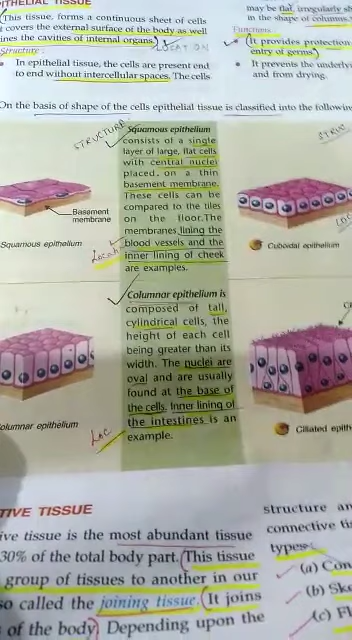 THELIAL TISSUE
(This tissue, forms a continuous sheet of cells
t covers the external surface of the body as well
ines the cavities of internal organs.)
Structure:
• In epithelial tissue, the cells are present end
to end without intercellular spaces. The cells
may be flat, irregularly sh
in the shape of columns.
Functions:
• (It provides protection
entry of germs)
• It prevents the underlyi
and from drying.
On the basis of shape of the cells epithelial tissue is classified into the followin
STRUCTURE
Squamous epithelium
consists of a single
layer of large, flat cells
with central nuclei
placed, on a thin
basement membrane.
These cells can be
compared to the tiles
on the floor. The
membranes lining the
blood vessels and the
inner lining of cheek
are examples.
Basement
membrane
Squamous epithelium
STRUC
Cuboidal epithelium
Columnar epithelium is
composed of tall,
cylindrical cells, the
height of each cell
being greater than its
width. The nuclei are
oval and are usually
found at the base of
the cells. Inner lining of
the intestines is an
example.
olumnar epithelium
Loc
Ciliated epith
TIVE TISSUE
ive tissue is the most abundant tissue
30% of the total body part. (This tissue
group of tissues to another in our
so called the joining tissue. (It joins
of the body) Depending upon the
structure an
connective ti
types:
(a) Con
(b) Ske
(c) Fl